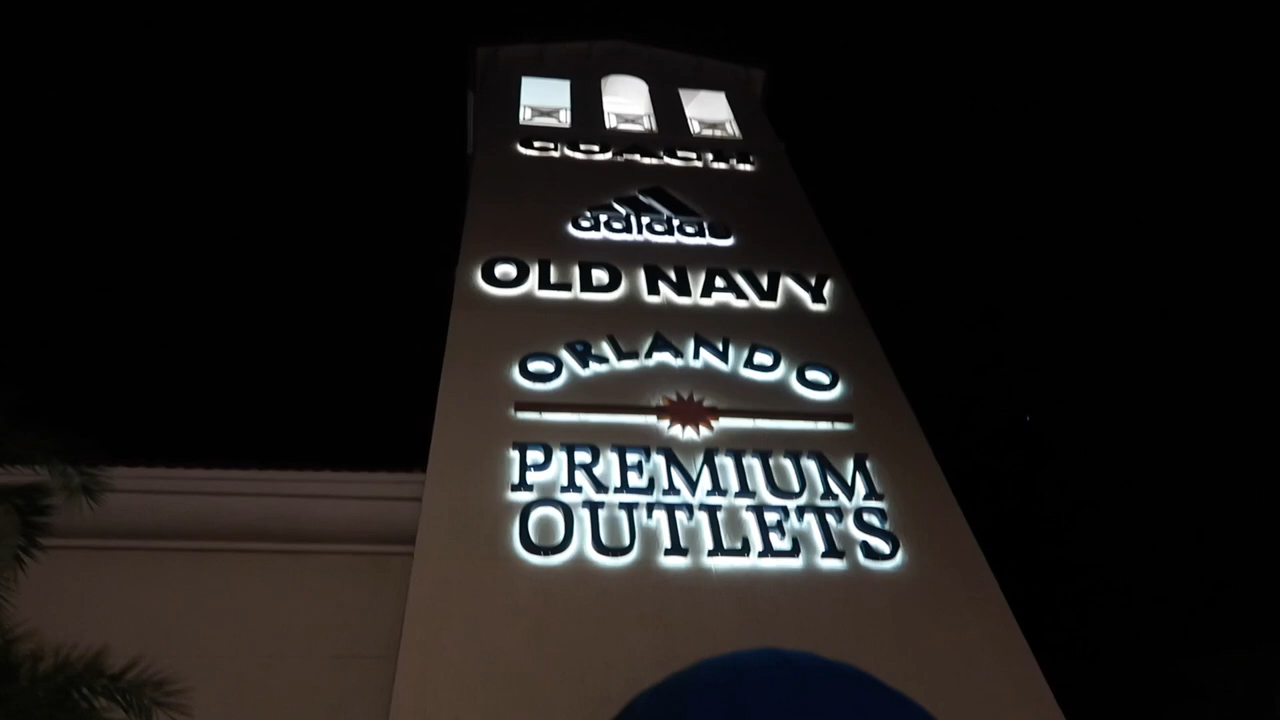 COACH
adidas
OLD NAVY
ORLANDO
PREMIUM
OUTLETS